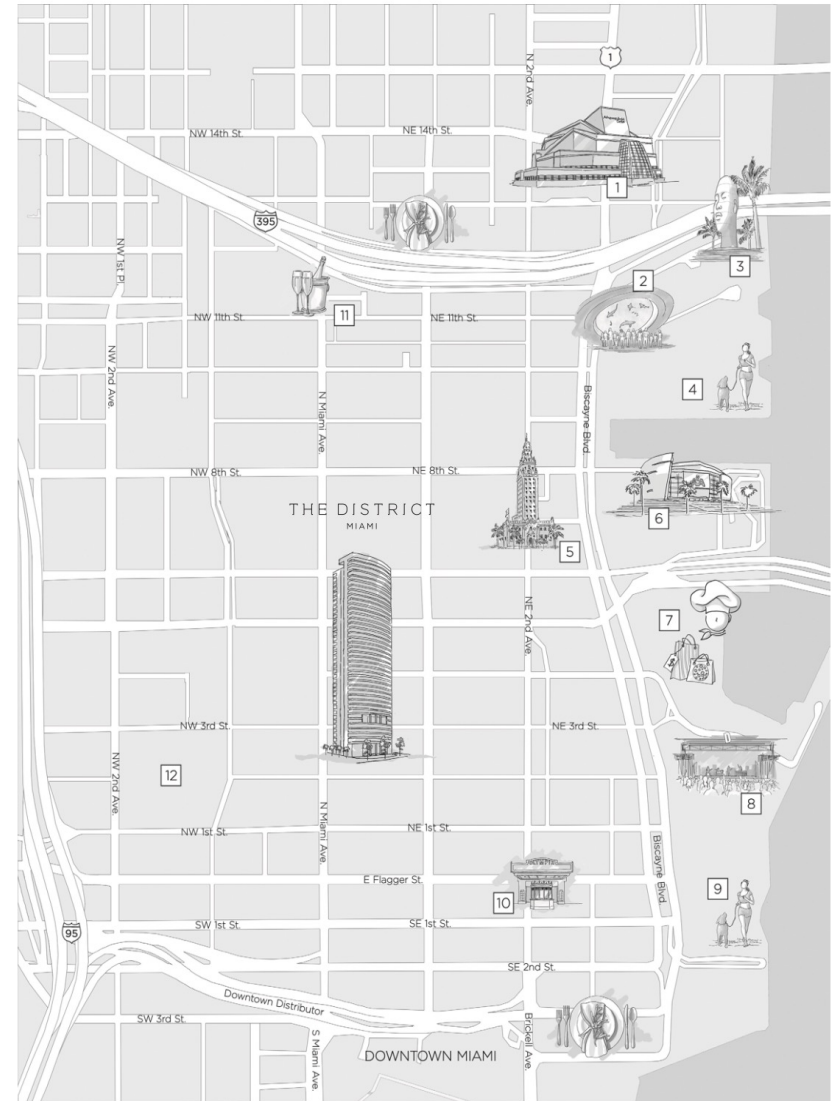 1
N 2nd Ave.
NW 14th St.
NE 14th St.
1
395
3
NW 1st Pl.
2
NW 11th St.
11
NE 11th St.
NW 2nd Ave.
4
N Miami Ave.
Biscayne Blvd.
NW 8th St.
NE 8th St.
THE DISTRICT
MIAMI
6
5
NE 2nd Ave.
7
NW 3rd St.
NE 3rd St.
12
NW 2nd Ave.
8
N Miami Ave.
NW 1st St.
NE 1st St.
Biscayne Blvd.
E Flagger St.
9
10
95
SW 1st St.
SE 1st St.
SE 2nd St.
Downtown Distributor
SW 3rd St.
Brickell Ave.
S Miami Ave.
DOWNTOWN MIAMI